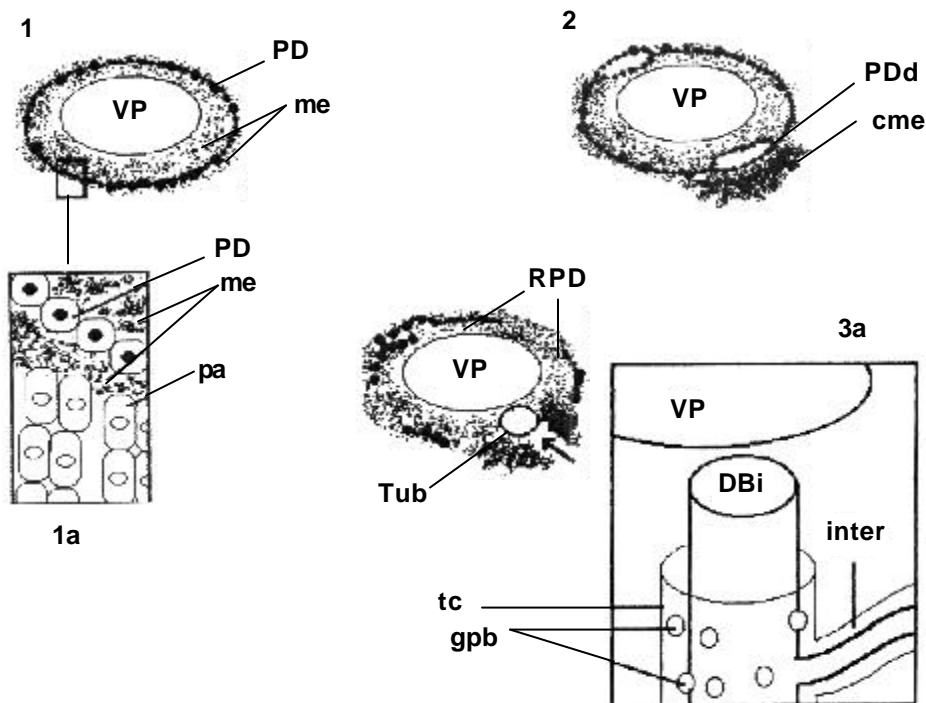 1
PD
VP
me
2
PDd
VP
cme
PD
me
pa
1a
RPD
VP
Tub
3a
VP
DBi
inter
tc
gpb